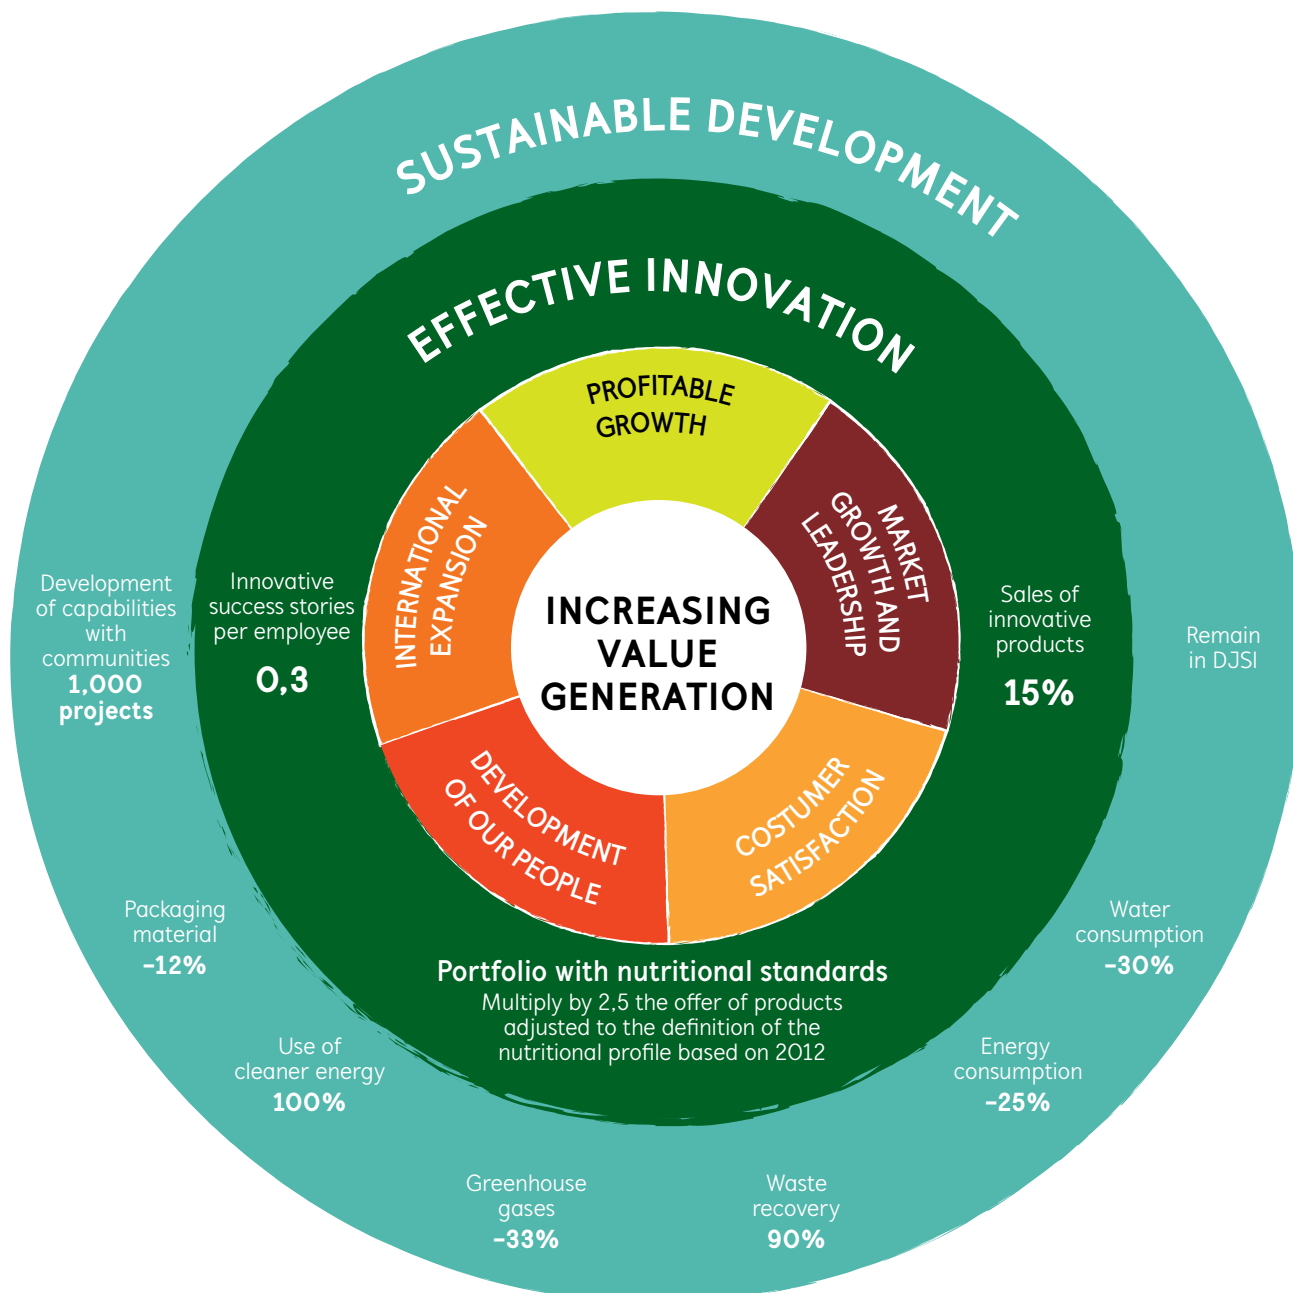 SUSTAINABLE DEVELOPMENT
EFFECTIVE INNOVATION
PROFITABLE
GROWTH
MARKET
GROWTH AND
LEADERSHIP
COSTUMER
SATISFACTION
DEVELOPMENT
OF OUR PEOPLE
INTERNATIONAL
EXPANSION
INCREASING
VALUE
GENERATION
Development
of capabilities
with
communities
1,000
projects
Innovative
success stories
per employee
0,3
Sales of
innovative
products
15%
Remain
in DJSI
Packaging
material
-12%
Use of
cleaner energy
100%
Portfolio with nutritional standards
Multiply by 2,5 the offer of products
adjusted to the definition of the
nutritional profile based on 2012
Water
consumption
-30%
Energy
consumption
-25%
Greenhouse
gases
-33%
Waste
recovery
90%